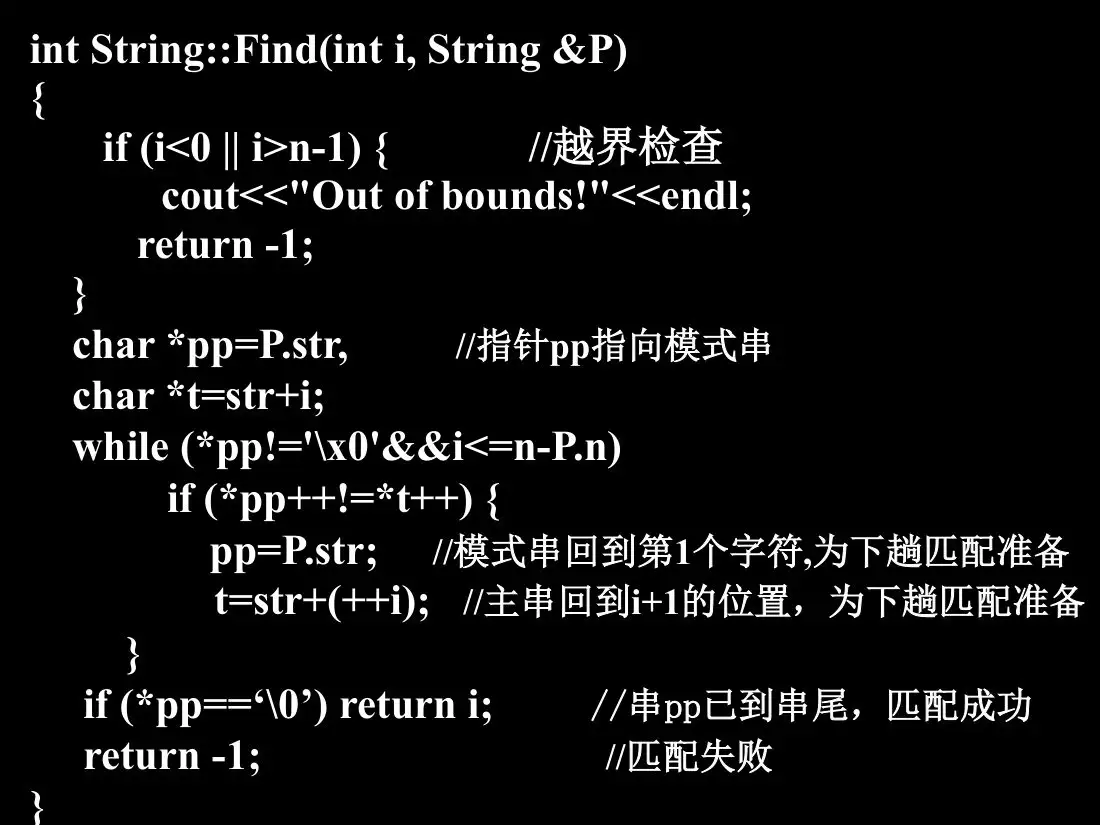 int String::Find(int i, String &P)
{
if (i<0 || i>n-1) { //越界检查
cout<<"Out of bounds!"<<endl;
return -1;
}
char *pp=P.str, //指针pp指向模式串
char *t=str+i;
while (*pp!='\x0'&&i<=n-P.n)
if (*pp++!=*t++) {
pp=P.str; //模式串回到第1个字符,为下趟匹配准备
t=str+(++i); //主串回到i+1的位置，为下趟匹配准备
}
if (*pp==‘\0’) return i; //串pp已到串尾，匹配成功
return -1; //匹配失败
}